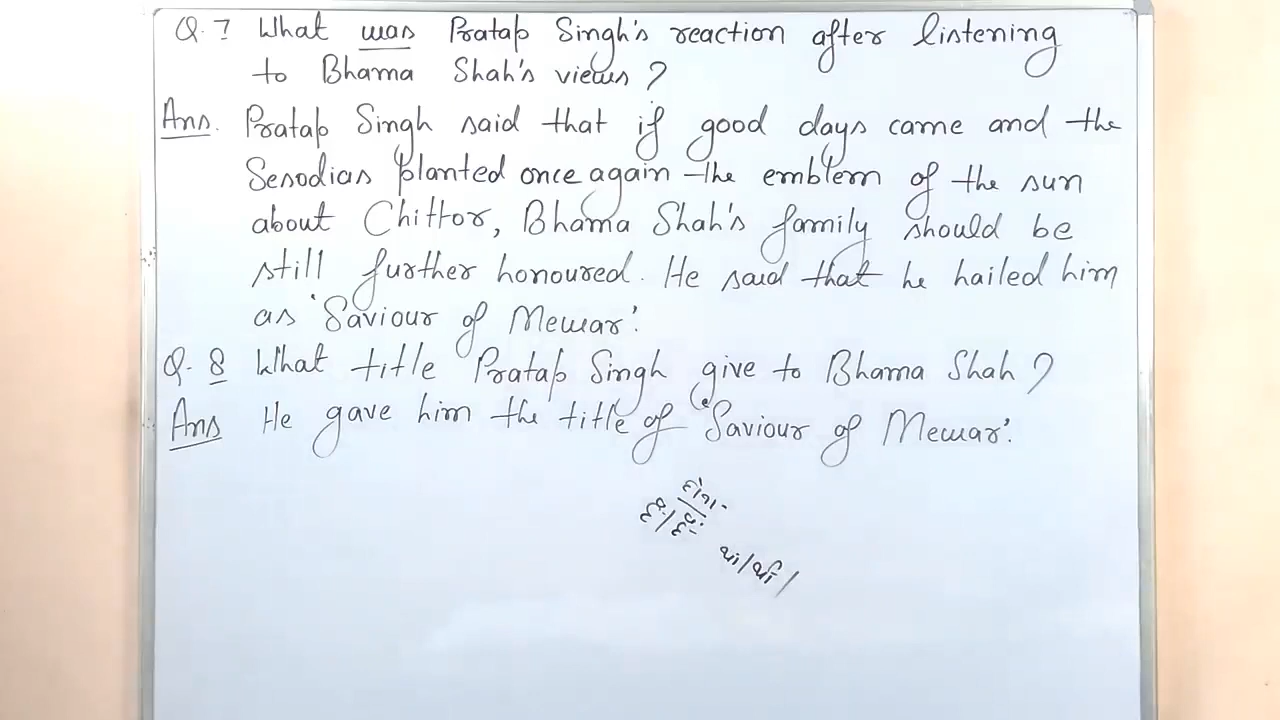 Q.7 What was Pratap Singh's reaction after listening
to Bhama Shah's views?
Ans. Pratap Singh said that if good days came and the
Sesodias planted once again the emblem of the sun
about Chittor, Bhama Shah's family should be
still further honoured. He said that he hailed him
as 'Saviour of Mewar'.
Q.8 What title Pratap Singh give to Bhama Shah?
Ans He gave him the title of 'Saviour of Mewar'.